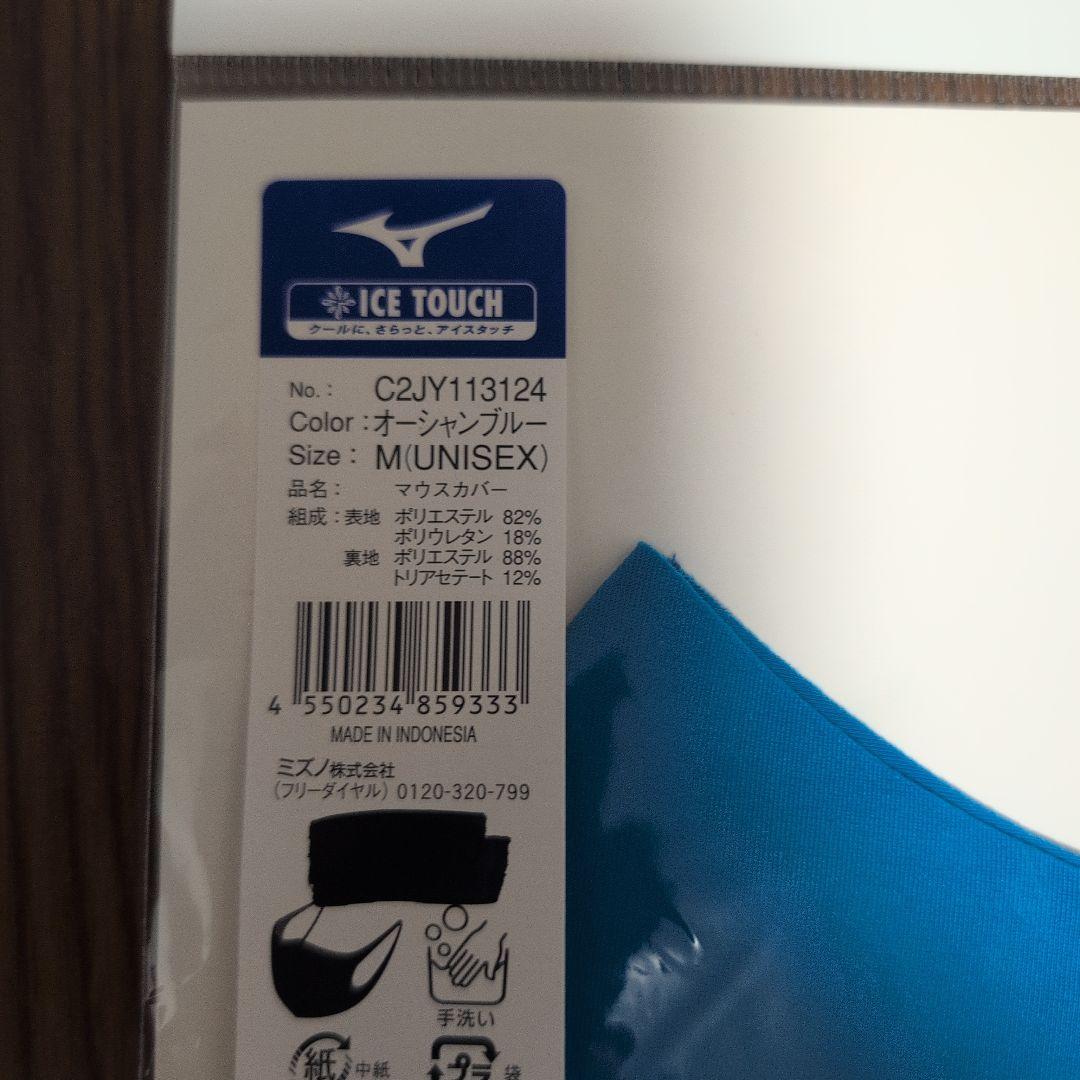 ICE TOUCH
クールに、さらっと、アイスタッチ
No.: C2JY113124
Color:オーシャンブルー
Size: M(UNISEX)
品名: マウスカバー
組成:表地 ポリエステル 82%
ポリウレタン 18%
裏地 ポリエステル 88%
トリアセテート 12%
4 550234 859333
MADE IN INDONESIA
ミズノ株式会社
(フリーダイヤル) 0120-320-799
手洗い
紙 中紙
プラ 袋